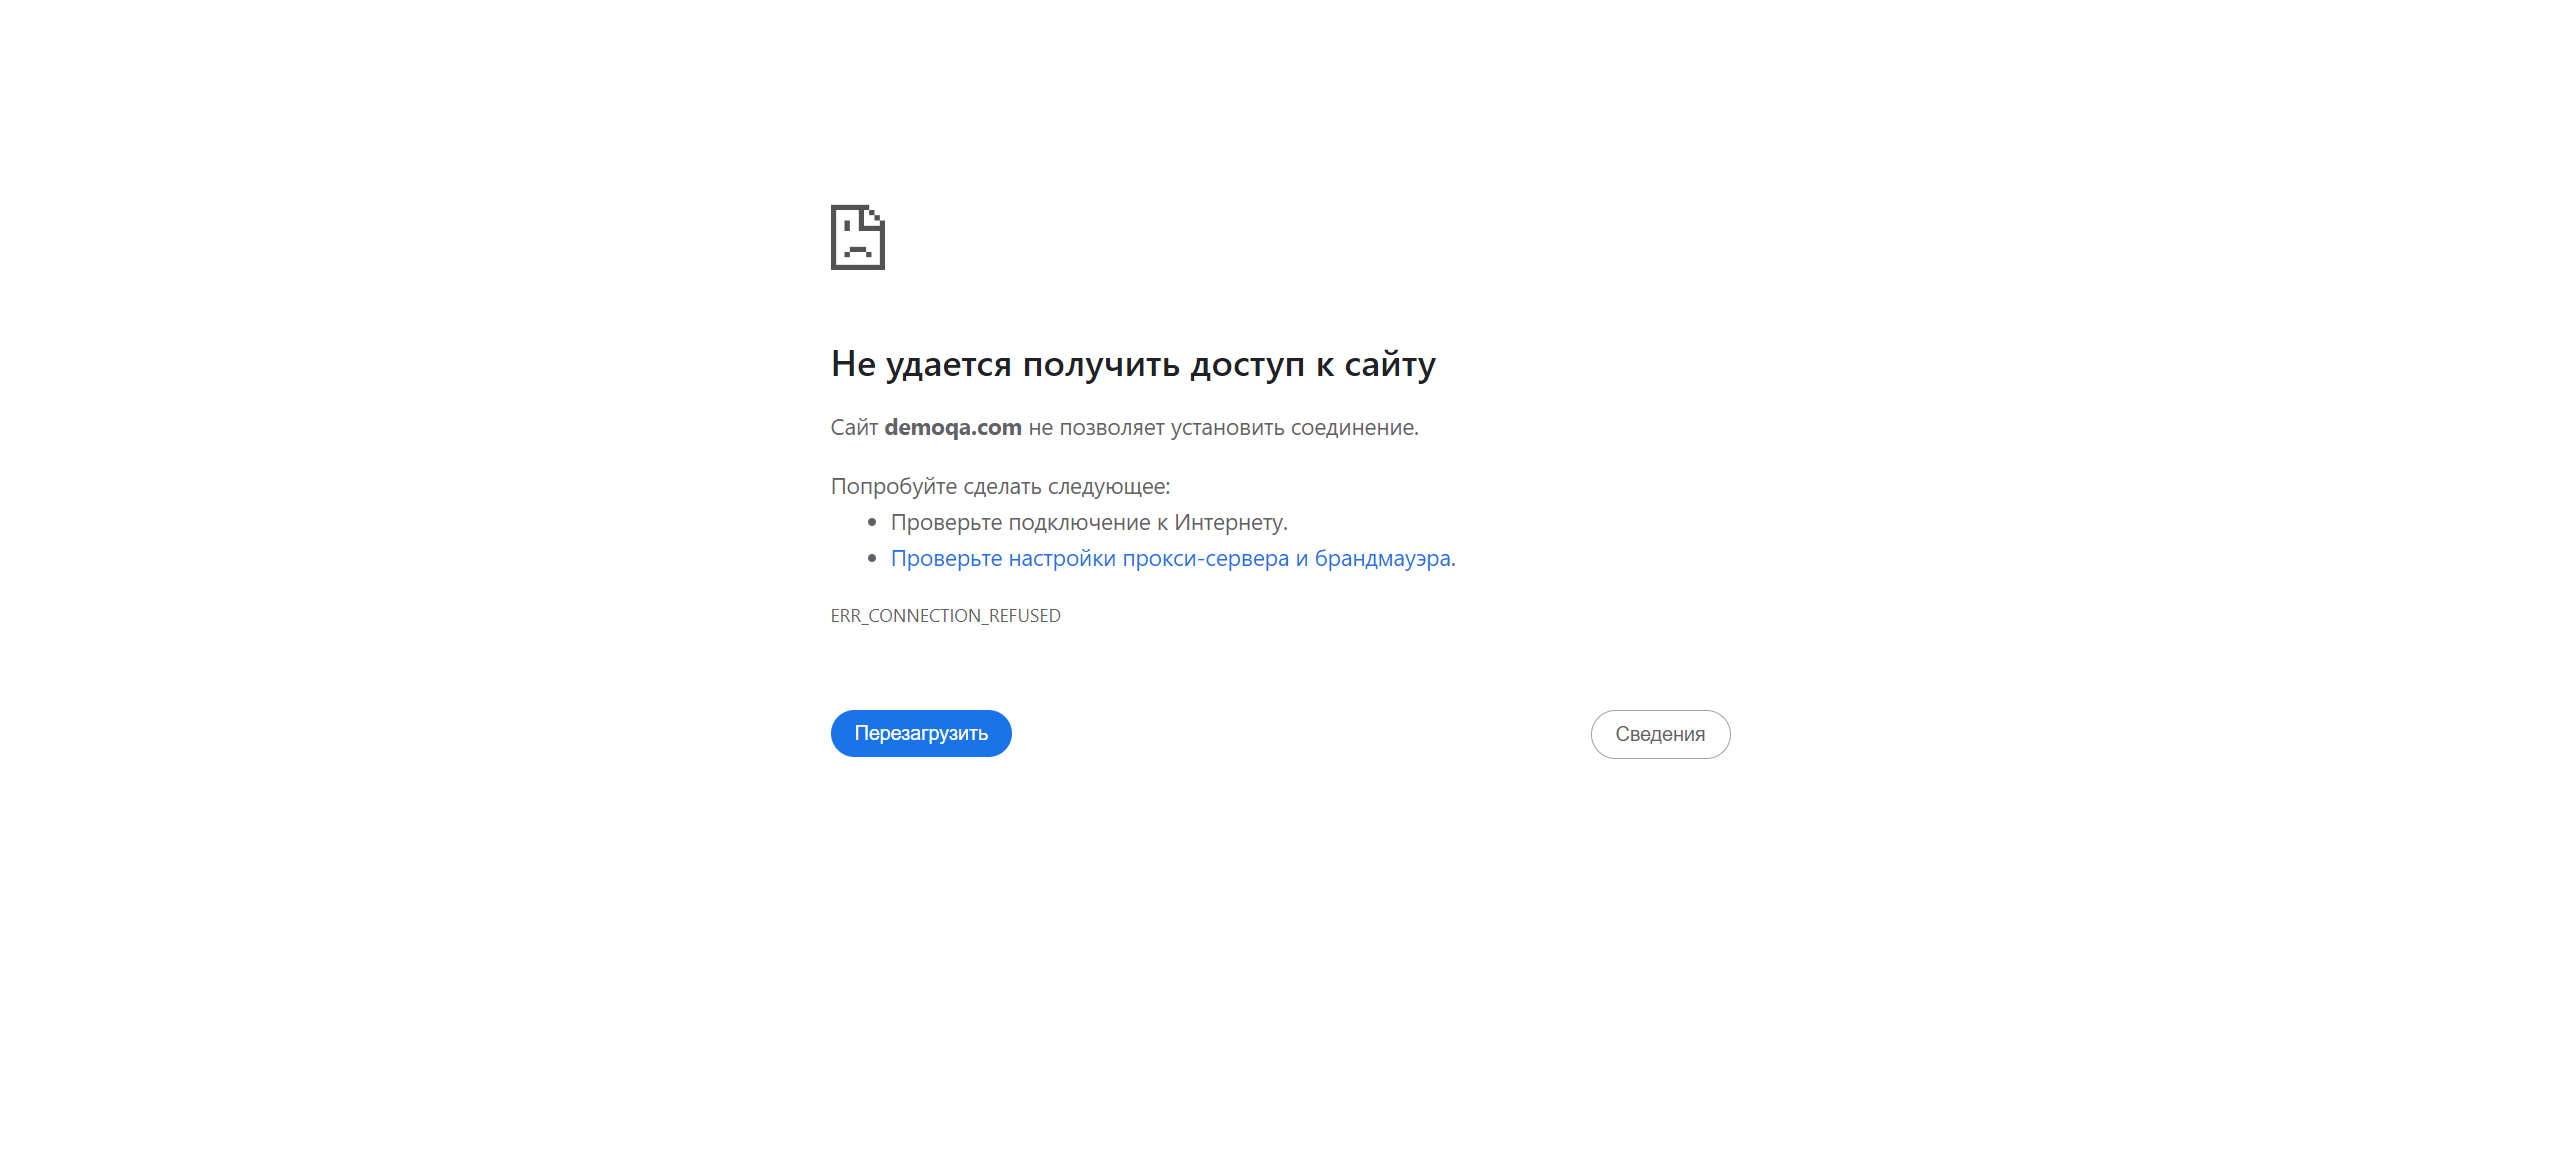 Не удается получить доступ к сайту
Сайт demoqa.com не позволяет установить соединение.
Попробуйте сделать следующее:
Проверьте подключение к Интернету.
Проверьте настройки прокси-сервера и брандмауэра.
ERR_CONNECTION_REFUSED
Перезагрузить
Сведения